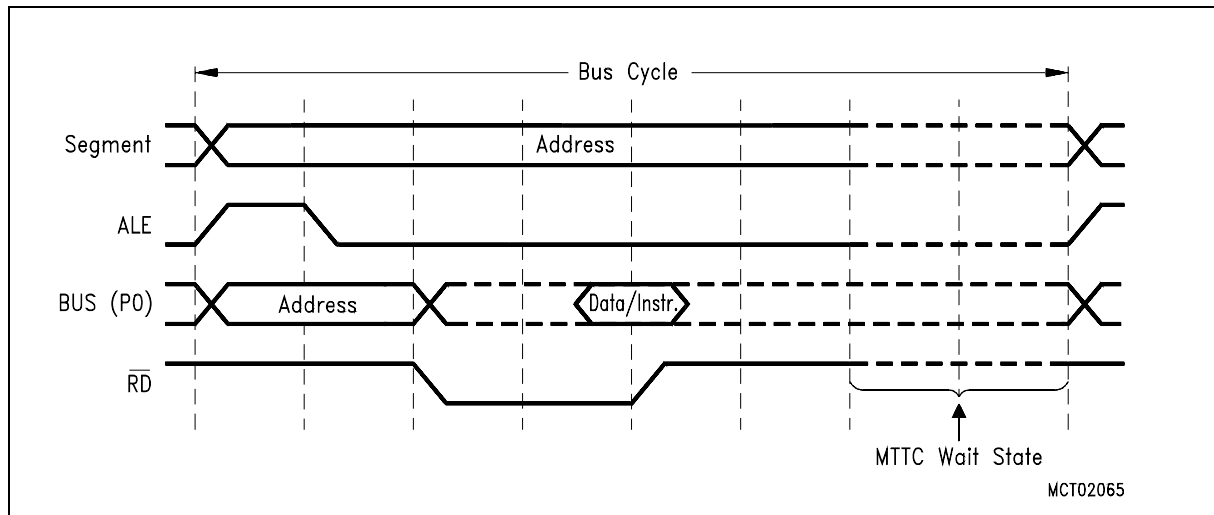 Bus Cycle
Segment
Address
ALE
BUS (P0)
Address
Data/Instr.
RD
MTTC Wait State
MCT02065